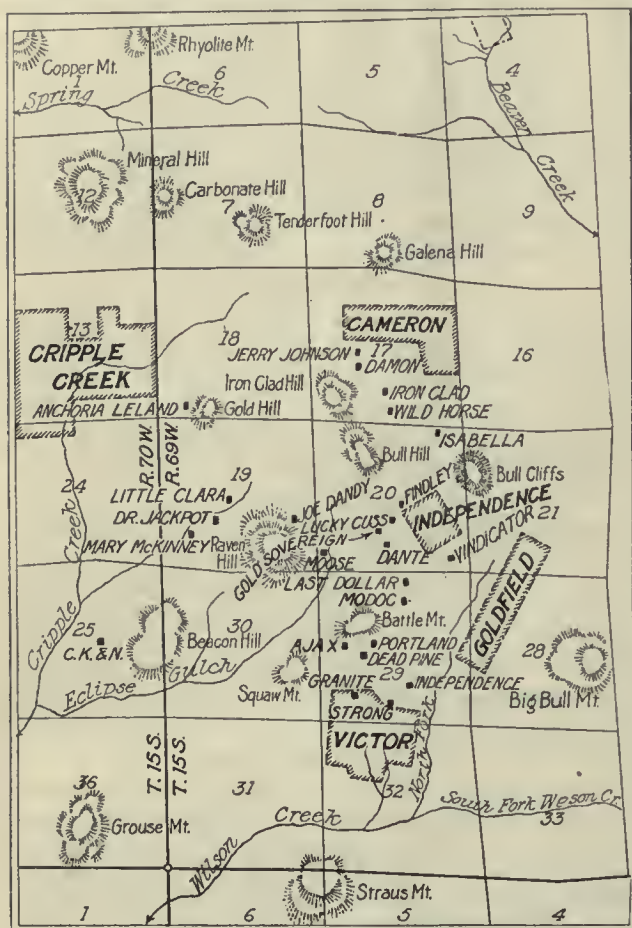 Rhyolite Mt.
Copper Mt.
1
6
5
4
Spring Creek
Beaver Creek
Mineral Hill
12
Carbonate Hill
7
Tenderfoot Hill
8
9
Galena Hill
13
CRIPPLE CREEK
18
CAMERON
17
16
JERRY JOHNSON
DAMON
Iron Clad Hill
IRON CLAD
ANCHORIA LELAND
Gold Hill
WILD HORSE
ISABELLA
R.70W.
R.69W.
Bull Hill
Bull Cliffs
24
19
20
FINDLEY
LITTLE CLARA
JOE DANDY
INDEPENDENCE
21
DR. JACKPOT
LUCKY CUSS
GOLD SOVEREIGN
VINDICATOR
MARY McKINNEY
Raven Hill
DANTE
MOOSE
LAST DOLLAR
MODOC
GOLDFIELD
Cripple Creek
25
C.K.&N.
Beacon Hill
30
Battle Mt.
AJAX
PORTLAND
DEAD PINE
28
Eclipse Gulch
Squaw Mt.
29
GRANITE
INDEPENDENCE
Big Bull Mt.
STRONG
VICTOR
North Fork
T. 15 S.
T. 15 S.
36
31
32
Grouse Mt.
Wilson Creek
South Fork Weson Cr.
33
Straus Mt.
1
6
5
4